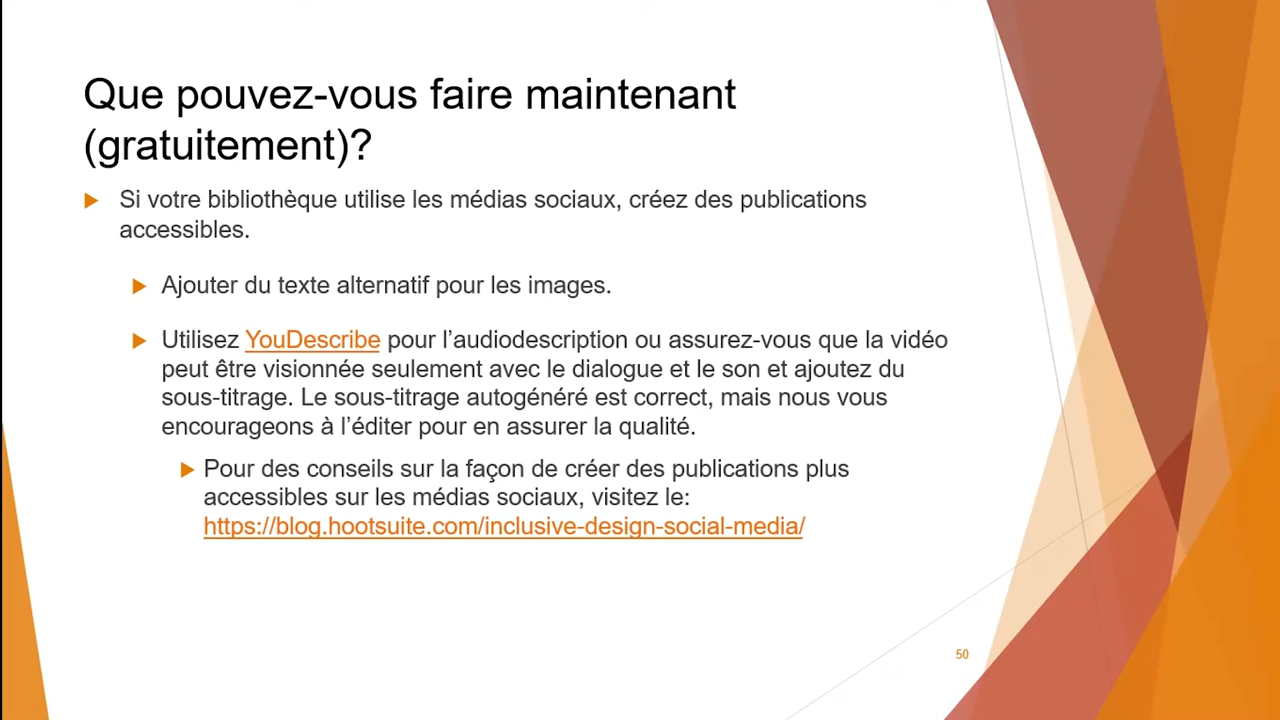 Que pouvez-vous faire maintenant
(gratuitement)?
Si votre bibliothèque utilise les médias sociaux, créez des publications
accessibles.
Ajouter du texte alternatif pour les images.
Utilisez YouDescribe pour l’audiodescription ou assurez-vous que la vidéo
peut être visionnée seulement avec le dialogue et le son et ajoutez du
sous-titrage. Le sous-titrage autogénéré est correct, mais nous vous
encourageons à l’éditer pour en assurer la qualité.
Pour des conseils sur la façon de créer des publications plus
accessibles sur les médias sociaux, visitez le:
https://blog.hootsuite.com/inclusive-design-social-media/
50